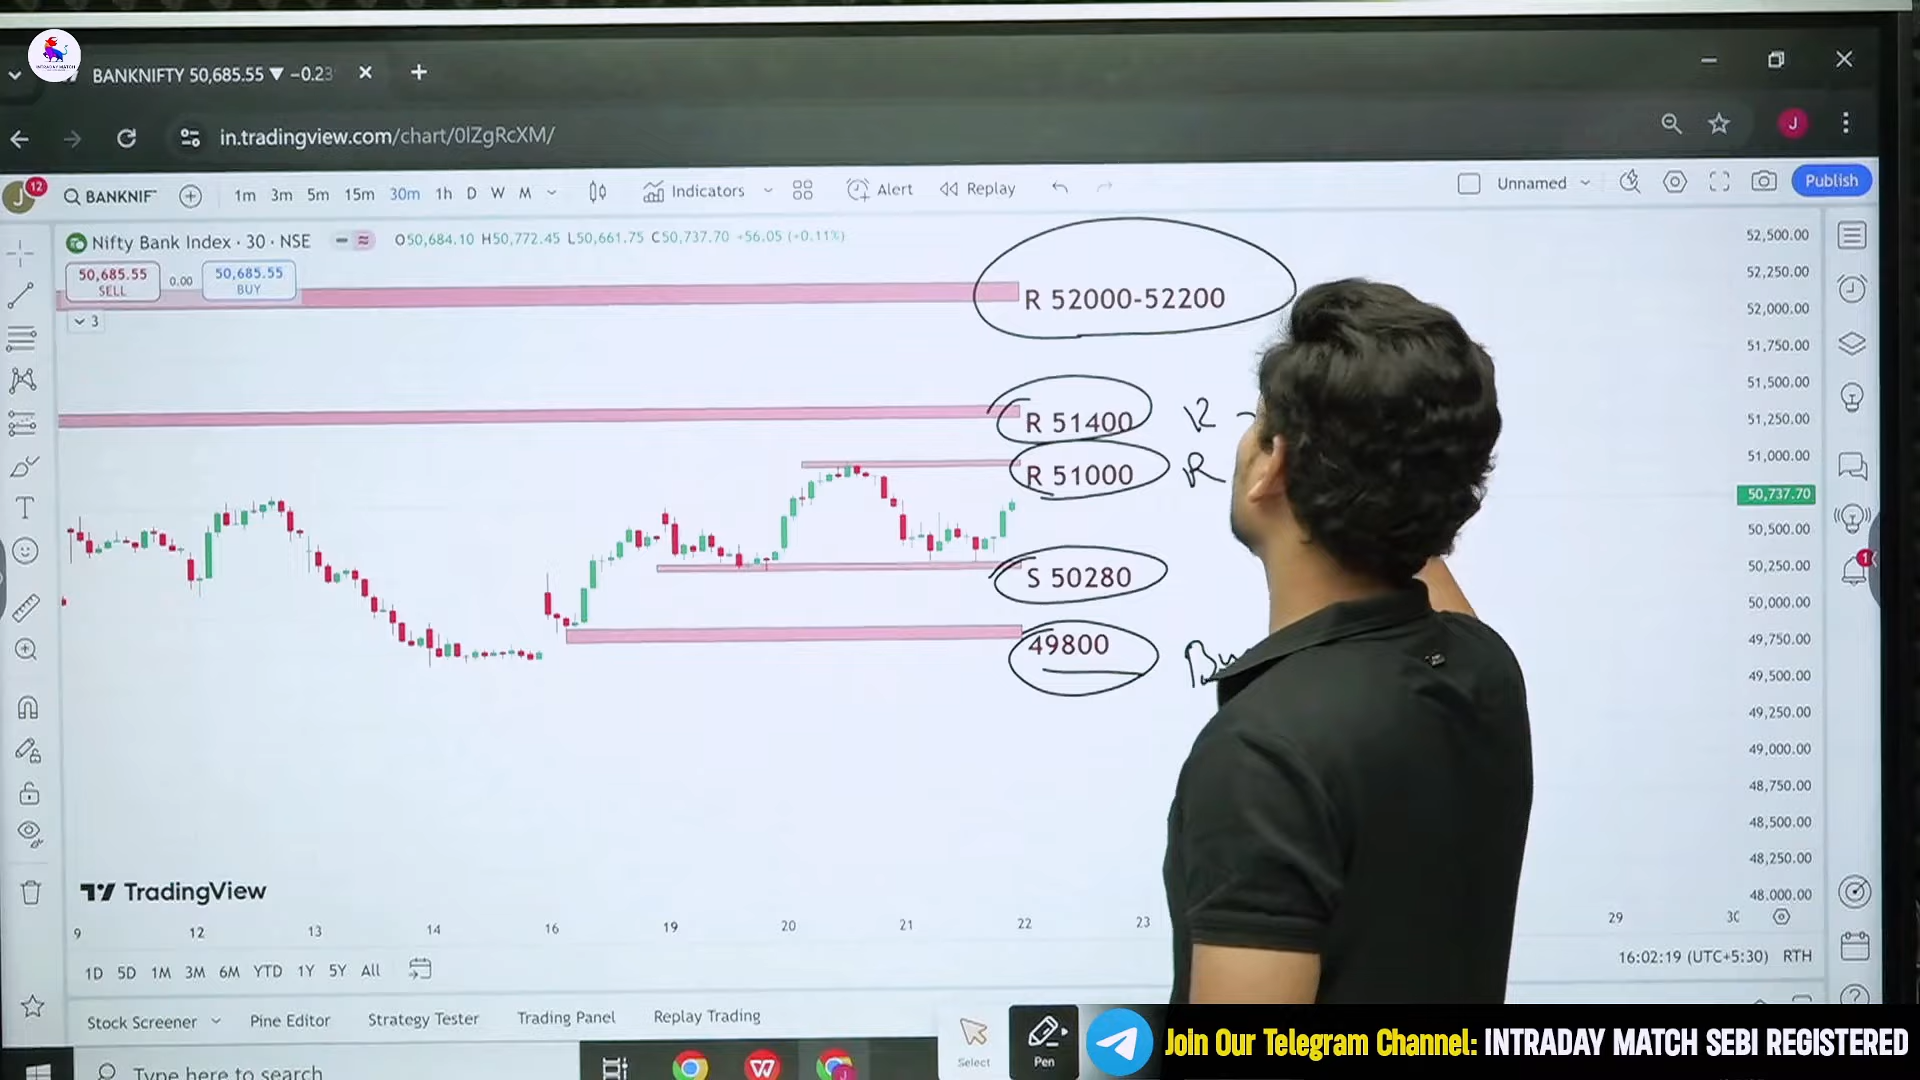 INTRADAY MATCH
BANKNIFTY 50,685.55 ▼ −0.23
in.tradingview.com/chart/0lZgRcXM/
J
J 12
BANKNIF
1m 3m 5m 15m 30m 1h D W M
Indicators
Alert
Replay
Unnamed
Publish
Nifty Bank Index · 30 · NSE
O50,684.10 H50,772.45 L50,661.75 C50,737.70 +56.05 (+0.11%)
50,685.55
SELL
0.00
50,685.55
BUY
3
R 52000-52200
R 51400
R
R 51000
R
S 50280
49800
Bu
52,500.00
52,250.00
52,000.00
51,750.00
51,500.00
51,250.00
51,000.00
50,737.70
50,500.00
50,250.00
50,000.00
49,750.00
49,500.00
49,250.00
49,000.00
48,750.00
48,500.00
48,250.00
48,000.00
TradingView
9 12 13 14 16 19 20 21 22 23 29
1D 5D 1M 3M 6M YTD 1Y 5Y All
16:02:19 (UTC+5:30) RTH
Stock Screener Pine Editor Strategy Tester Trading Panel Replay Trading
Type here to search
Select
Pen
Join Our Telegram Channel: INTRADAY MATCH SEBI REGISTERED